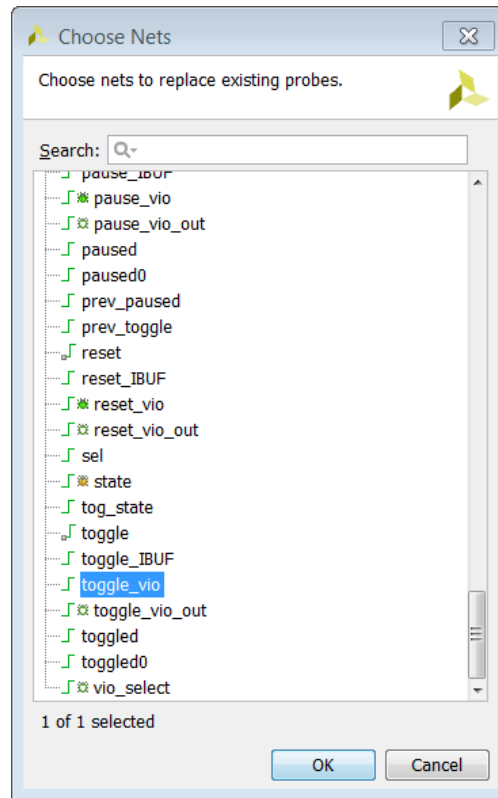 Choose Nets
Choose nets to replace existing probes.
Search:
pause_IBUF
pause_vio
pause_vio_out
paused
paused0
prev_paused
prev_toggle
reset
reset_IBUF
reset_vio
reset_vio_out
sel
state
tog_state
toggle
toggle_IBUF
toggle_vio
toggle_vio_out
toggled
toggled0
vio_select
1 of 1 selected
OK Cancel